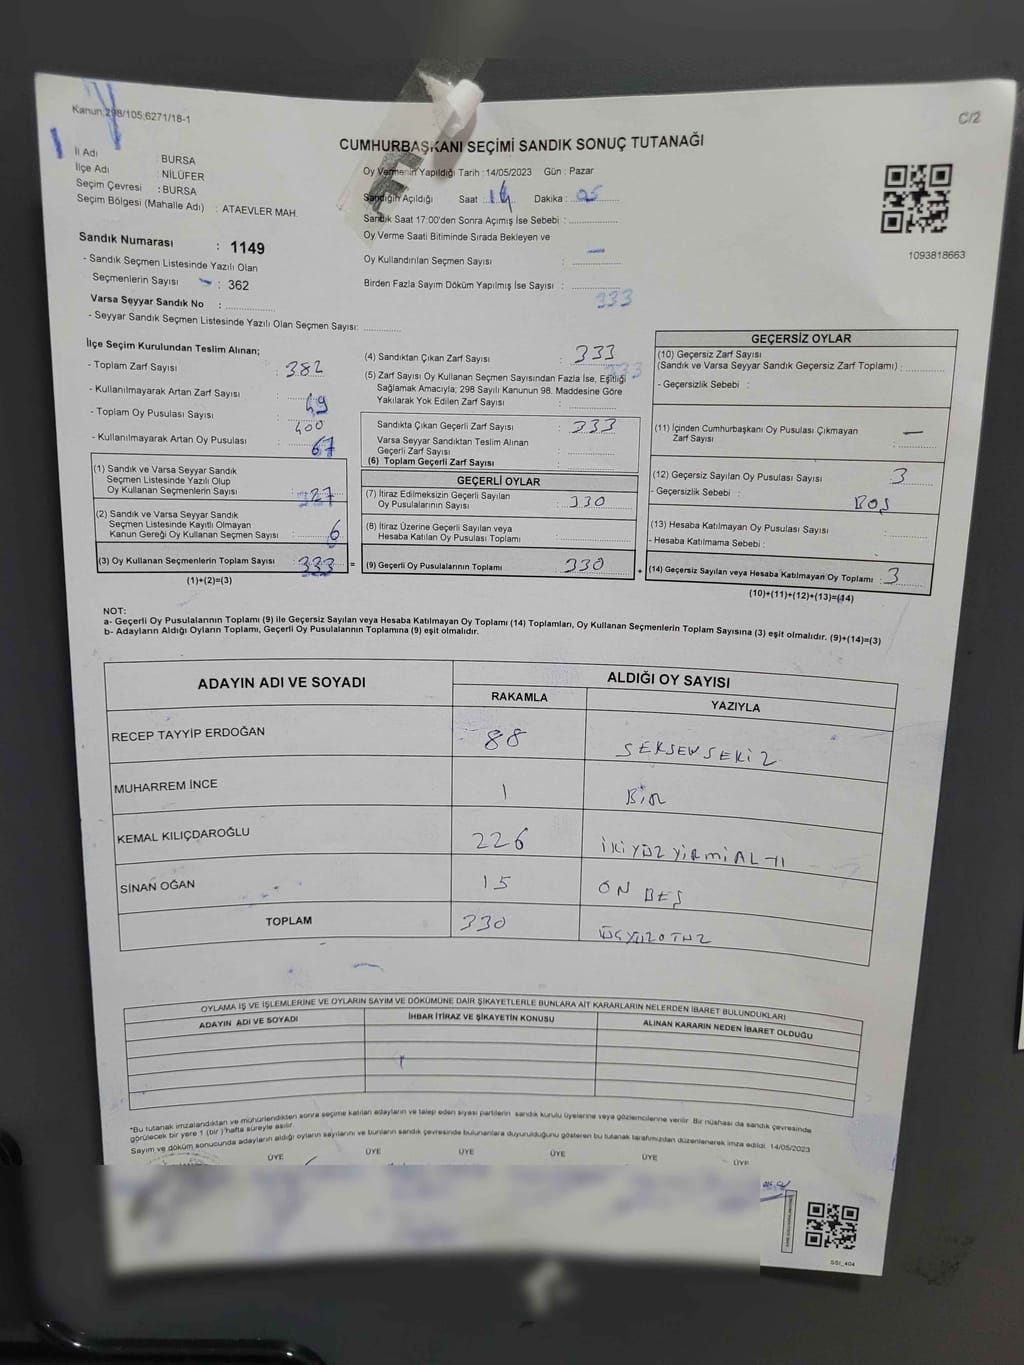 Kanun:298/105;6271/18-1
C/2
CUMHURBAŞKANI SEÇİMİ SANDIK SONUÇ TUTANAĞI
İl Adı : BURSA
İlçe Adı : NİLÜFER
Seçim Çevresi : BURSA
Seçim Bölgesi (Mahalle Adı) : ATAEVLER MAH.
Oy Vermenin Yapıldığı Tarih :14/05/2023 Gün : Pazar
Sandığın Açıldığı Saat : Dakika : 05
Sandık Saat 17:00'den Sonra Açımış İse Sebebi :
Oy Verme Saati Bitiminde Sırada Bekleyen ve
Oy Kullandırılan Seçmen Sayısı : —
Birden Fazla Sayım Döküm Yapılmış İse Sayısı :
333
1093818663
Sandık Numarası : 1149
- Sandık Seçmen Listesinde Yazılı Olan
Seçmenlerin Sayısı : 362
Varsa Seyyar Sandık No :
- Seyyar Sandık Seçmen Listesinde Yazılı Olan Seçmen Sayısı:
İlçe Seçim Kurulundan Teslim Alınan;
- Toplam Zarf Sayısı : 382
- Kullanılmayarak Artan Zarf Sayısı : 49
- Toplam Oy Pusulası Sayısı : 400
- Kullanılmayarak Artan Oy Pusulası : 67
(1) Sandık ve Varsa Seyyar Sandık
Seçmen Listesinde Yazılı Olup
Oy Kullanan Seçmenlerin Sayısı : 327
(2) Sandık ve Varsa Seyyar Sandık
Seçmen Listesinde Kayıtlı Olmayan
Kanun Gereği Oy Kullanan Seçmen Sayısı : 6
(3) Oy Kullanan Seçmenlerin Toplam Sayısı : 333 =
(1)+(2)=(3)
(4) Sandıktan Çıkan Zarf Sayısı : 333
333
(5) Zarf Sayısı Oy Kullanan Seçmen Sayısından Fazla İse, Eşitliği
Sağlamak Amacıyla; 298 Sayılı Kanunun 98. Maddesine Göre
Yakılarak Yok Edilen Zarf Sayısı :
Sandıkta Çıkan Geçerli Zarf Sayısı : 333
Varsa Seyyar Sandıktan Teslim Alınan
Geçerli Zarf Sayısı :
(6) Toplam Geçerli Zarf Sayısı :
GEÇERLİ OYLAR
(7) İtiraz Edilmeksizin Geçerli Sayılan
Oy Pusulasının Sayısı : 330
(8) İtiraz Üzerine Geçerli Sayılan veya
Hesaba Katılan Oy Pusulası Toplamı :
(9) Geçerli Oy Pusulalarının Toplamı : 330 +
GEÇERSİZ OYLAR
(10) Geçersiz Zarf Sayısı
(Sandık ve Varsa Seyyar Sandık Geçersiz Zarf Toplamı) :
- Geçersizlik Sebebi :
(11) İçinden Cumhurbaşkanı Oy Pusulası Çıkmayan
Zarf Sayısı : —
(12) Geçersiz Sayılan Oy Pusulası Sayısı : 3
- Geçersizlik Sebebi : BOŞ
(13) Hesaba Katılmayan Oy Pusulası Sayısı :
- Hesaba Katılmama Sebebi :
(14) Geçersiz Sayılan veya Hesaba Katılmayan Oy Toplamı : 3
(10)+(11)+(12)+(13)=(14)
NOT:
a- Geçerli Oy Pusulalarının Toplamı (9) ile Geçersiz Sayılan veya Hesaba Katılmayan Oy Toplamı (14) Toplamları, Oy Kullanan Seçmenlerin Toplam Sayısına (3) eşit olmalıdır. (9)+(14)=(3)
b- Adayların Aldığı Oyların Toplamı, Geçerli Oy Pusulalarının Toplamına (9) eşit olmalıdır.
ADAYIN ADI VE SOYADI
ALDIĞI OY SAYISI
RAKAMLA YAZIYLA
RECEP TAYYİP ERDOĞAN 88 SEKSENSEKİZ
MUHARREM İNCE 1 BİR
KEMAL KILIÇDAROĞLU 226 İKİYÜZYİRMİALTI
SİNAN OĞAN 15 ON BEŞ
TOPLAM 330 ÜÇYÜZOTUZ
OYLAMA İŞ VE İŞLEMLERİNE VE OYLARIN SAYIM VE DÖKÜMÜNE DAİR ŞİKAYETLERLE BUNLARA AİT KARARLARIN NELERDEN İBARET BULUNDUKLARI
ADAYIN ADI VE SOYADI İHBAR İTİRAZ VE ŞİKAYETİN KONUSU ALINAN KARARIN NEDEN İBARET OLDUĞU
*Bu tutanak imzalandıktan ve mühürlendikten sonra seçime katılan adayların ve talep eden siyasi partilerin sandık kurulu üyelerine veya gözlemcilerine verilir. Bir nüshası da sandık çevresinde
görülecek bir yere 1 (bir )'hafta süreyle asılır.
Sayım ve döküm sonucunda adayların aldığı oyların sayılarını ve bunların sandık çevresinde bulunanlara duyurulduğunu gösteren bu tutanak tarafımızdan düzenlenerek imza edildi. 14/05/2023
ÜYE ÜYE ÜYE ÜYE ÜYE ÜYE
SSI_404